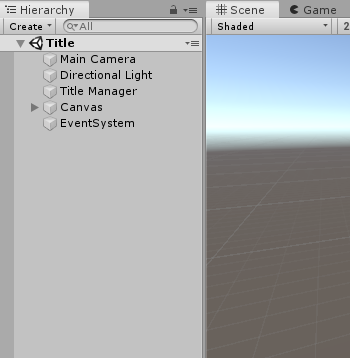 Hierarchy
Create
All
Title
Main Camera
Directional Light
Title Manager
Canvas
EventSystem
Scene
Game
Shaded
2